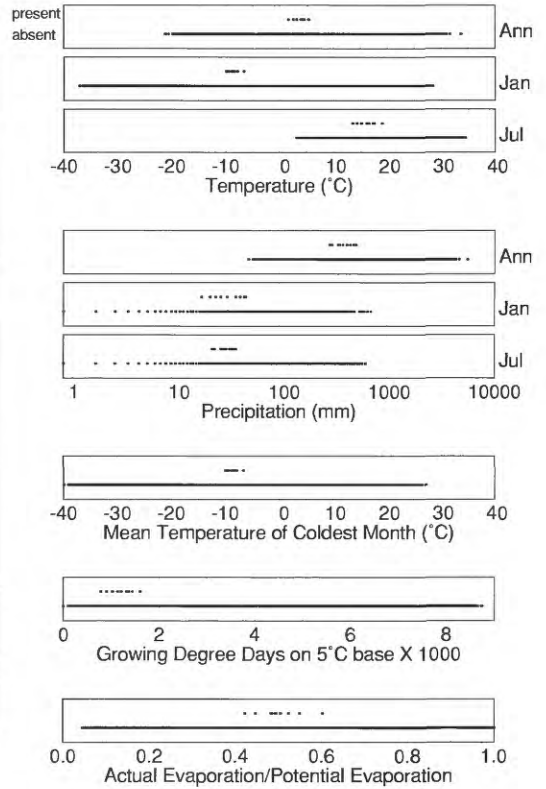 present
absent
Ann
Jan
Jul
-40 -30 -20 -10 0 10 20 30 40
Temperature (˚C)
Ann
Jan
Jul
1 10 100 1000 10000
Precipitation (mm)
-40 -30 -20 -10 0 10 20 30 40
Mean Temperature of Coldest Month (˚C)
0 2 4 6 8
Growing Degree Days on 5˚C base X 1000
0.0 0.2 0.4 0.6 0.8 1.0
Actual Evaporation/Potential Evaporation